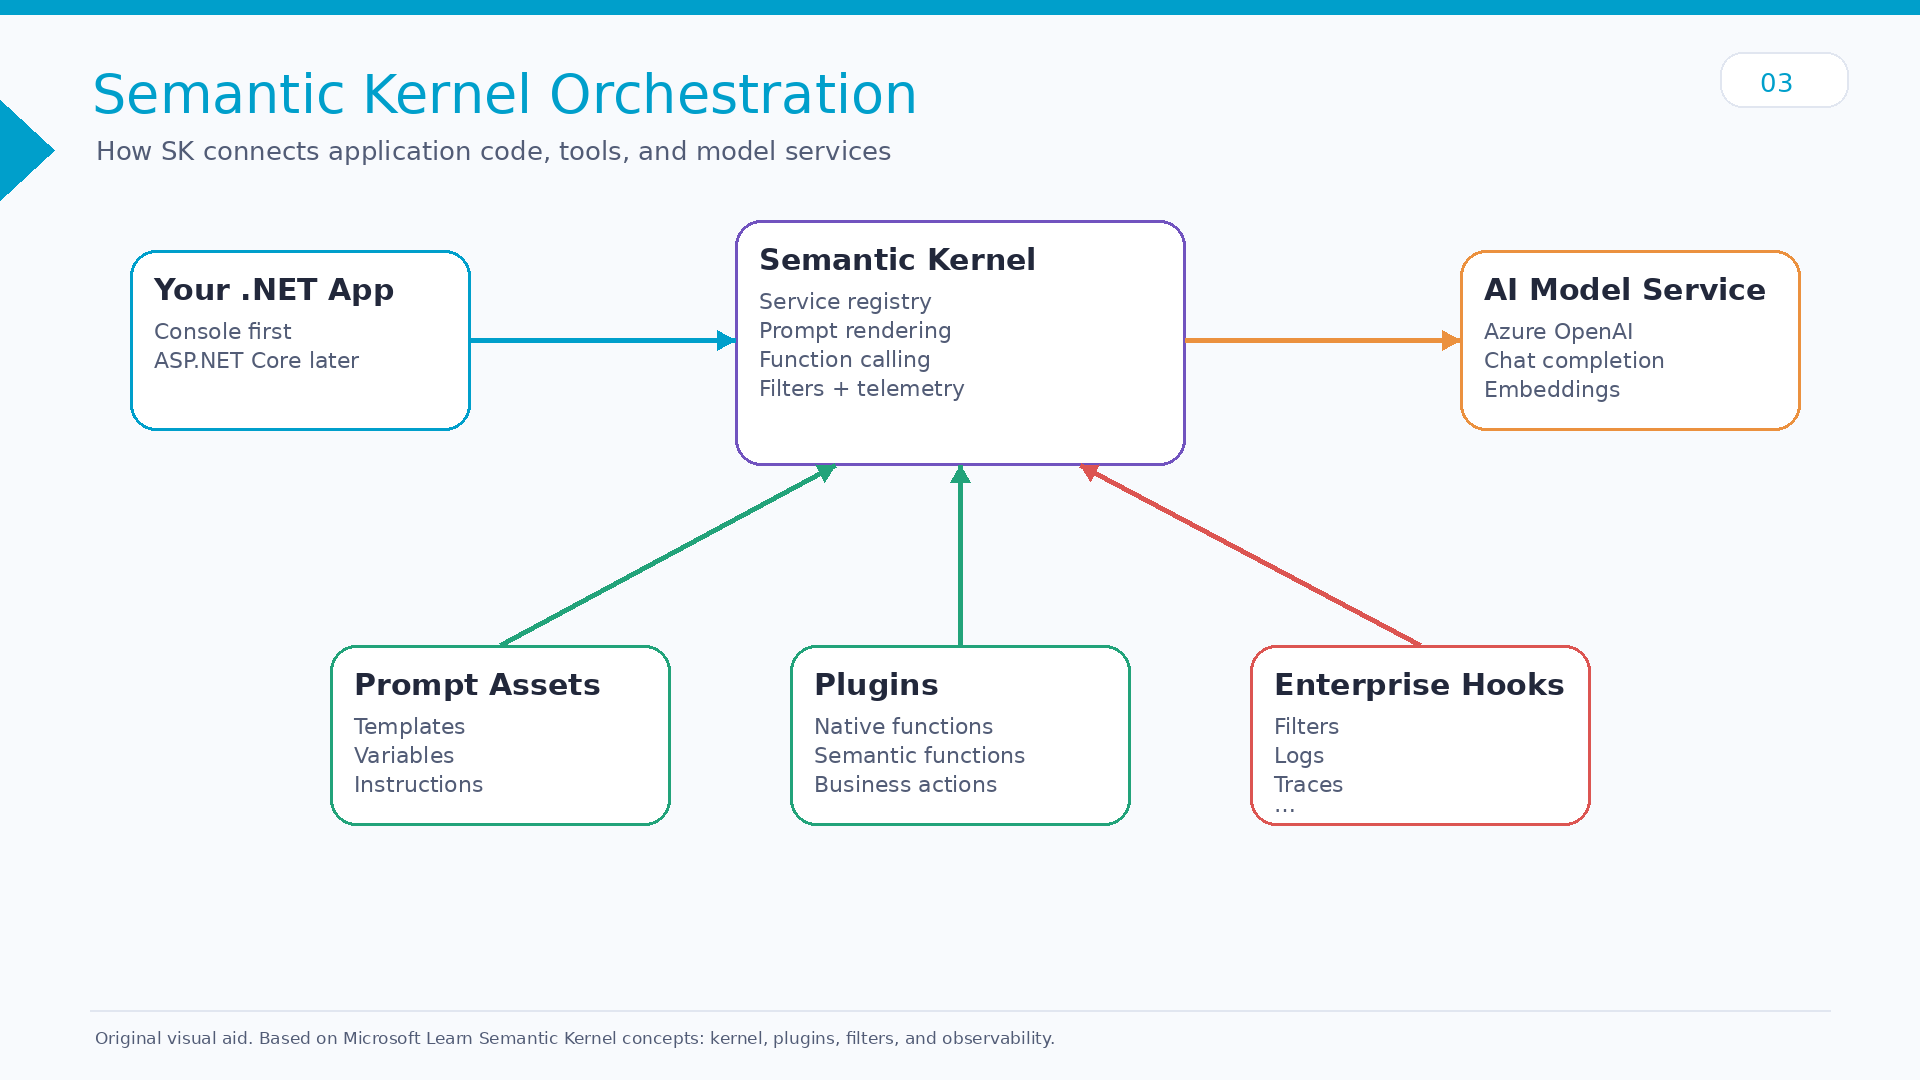 Semantic Kernel Orchestration
03
How SK connects application code, tools, and model services
Your .NET App
Console first
ASP.NET Core later
Semantic Kernel
Service registry
Prompt rendering
Function calling
Filters + telemetry
AI Model Service
Azure OpenAI
Chat completion
Embeddings
Prompt Assets
Templates
Variables
Instructions
Plugins
Native functions
Semantic functions
Business actions
Enterprise Hooks
Filters
Logs
Traces
...
Original visual aid. Based on Microsoft Learn Semantic Kernel concepts: kernel, plugins, filters, and observability.